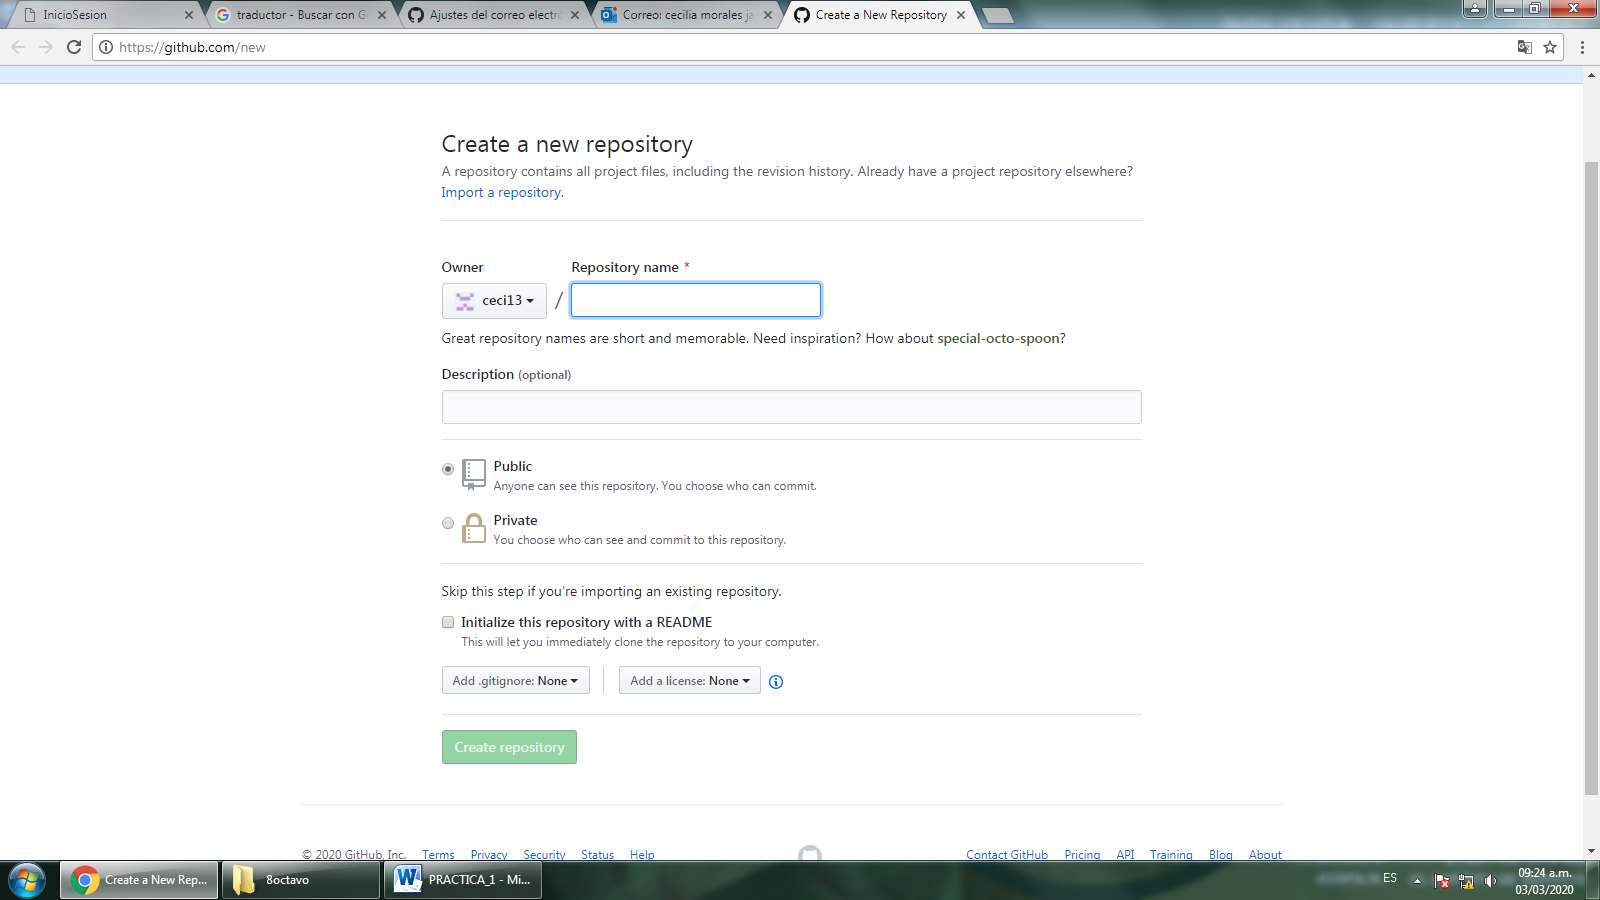 InicioSesion
traductor - Buscar con G
Ajustes del correo electró
Correo: cecilia morales ja
Create a New Repository
https://github.com/new
Create a new repository
A repository contains all project files, including the revision history. Already have a project repository elsewhere?
Import a repository.
Owner
Repository name *
ceci13 /
Great repository names are short and memorable. Need inspiration? How about special-octo-spoon?
Description (optional)
Public
Anyone can see this repository. You choose who can commit.
Private
You choose who can see and commit to this repository.
Skip this step if you're importing an existing repository.
Initialize this repository with a README
This will let you immediately clone the repository to your computer.
Add .gitignore: None
Add a license: None
Create repository
© 2020 GitHub, Inc. Terms Privacy Security Status Help
Contact GitHub Pricing API Training Blog About
Create a New Rep...
8octavo
PRACTICA_1 - Mi...
ES
09:24 a.m.
03/03/2020